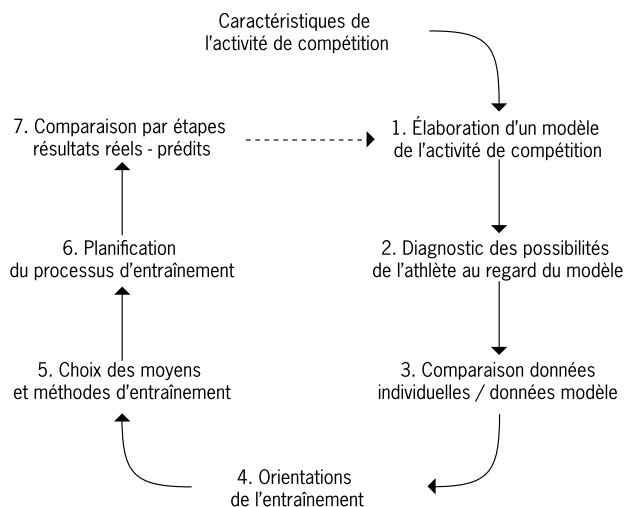 Caractéristiques de
l'activité de compétition
1. Élaboration d'un modèle
de l'activité de compétition
2. Diagnostic des possibilités
de l'athlète au regard du modèle
3. Comparaison données
individuelles / données modèle
4. Orientations
de l'entraînement
5. Choix des moyens
et méthodes d'entraînement
6. Planification
du processus d'entraînement
7. Comparaison par étapes
résultats réels - prédits